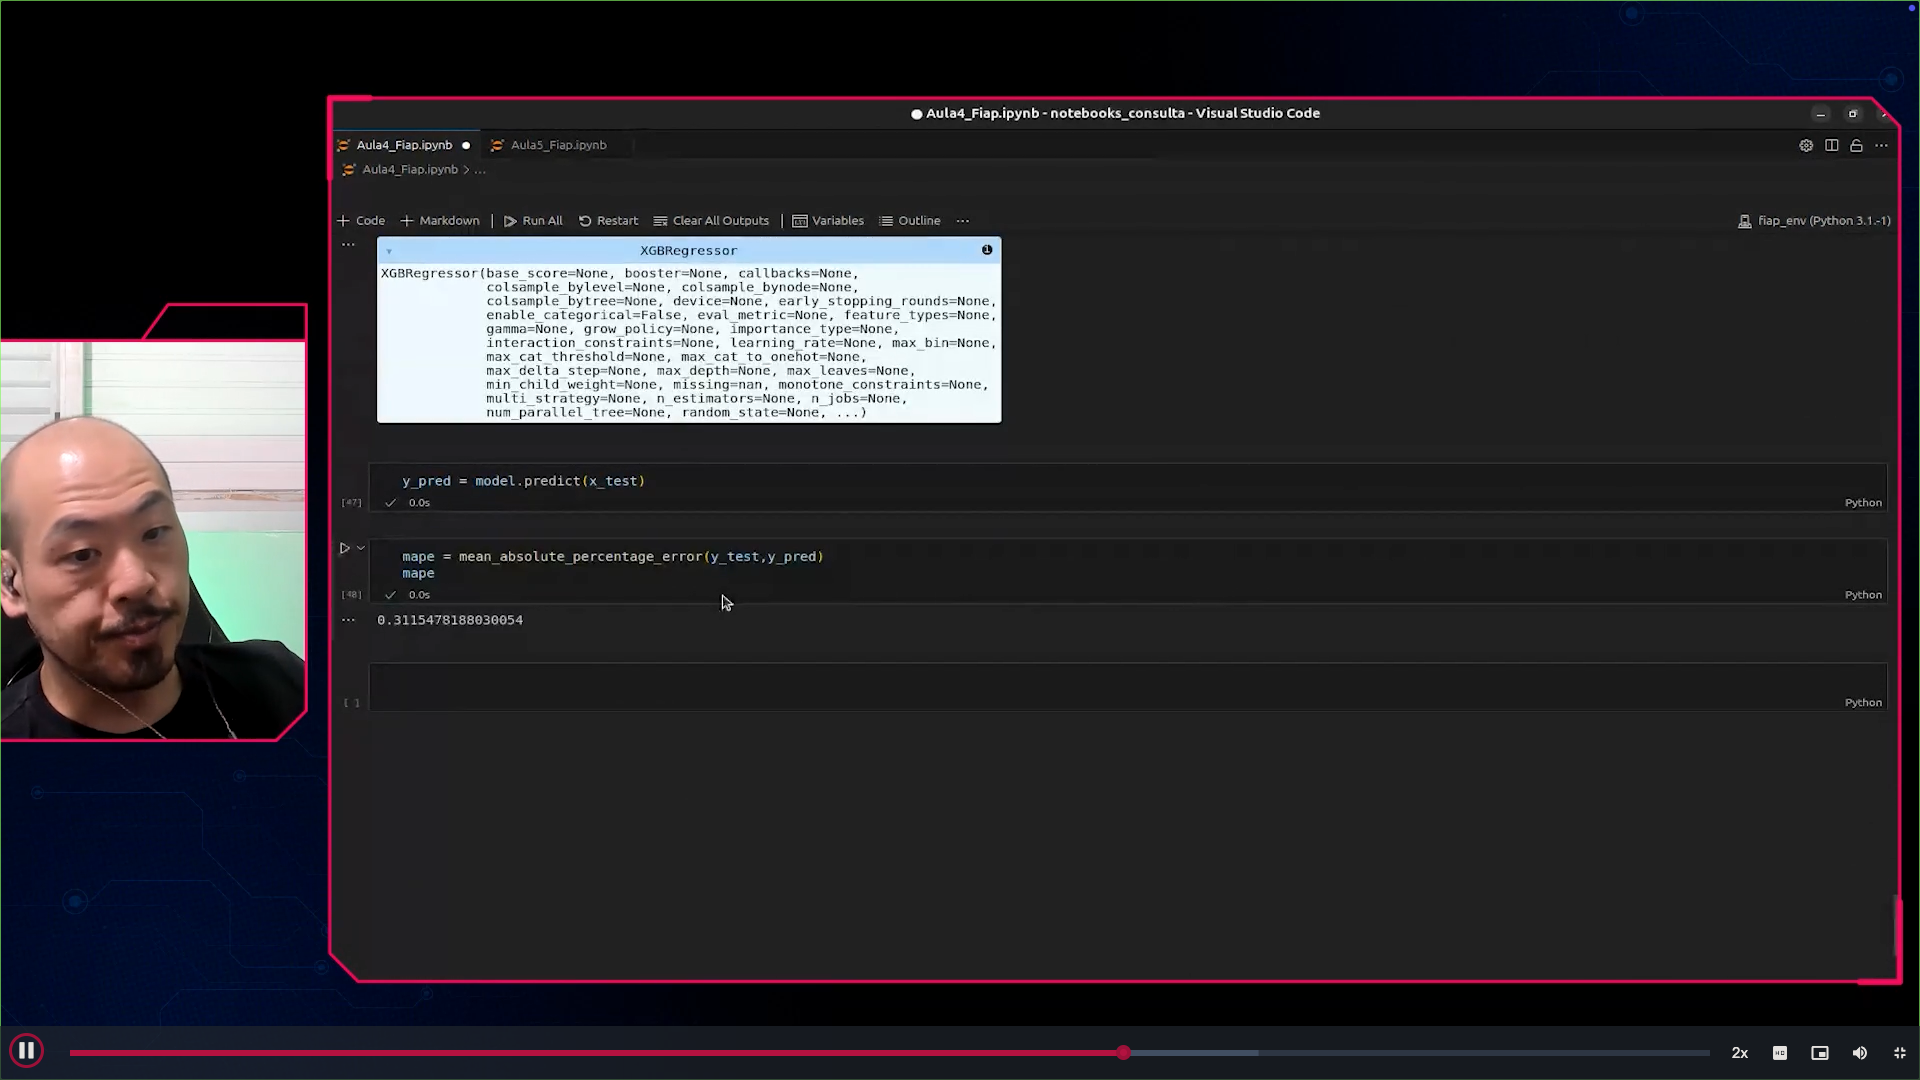 Aula4_Fiap.ipynb - notebooks_consulta - Visual Studio Code
Aula4_Fiap.ipynb
Aula5_Fiap.ipynb
Aula4_Fiap.ipynb > ...
+ Code + Markdown | Run All Restart Clear All Outputs | Variables Outline ...
fiap_env (Python 3.1.-1)
...
XGBRegressor
XGBRegressor(base_score=None, booster=None, callbacks=None,
colsample_bylevel=None, colsample_bynode=None,
colsample_bytree=None, device=None, early_stopping_rounds=None,
enable_categorical=False, eval_metric=None, feature_types=None,
gamma=None, grow_policy=None, importance_type=None,
interaction_constraints=None, learning_rate=None, max_bin=None,
max_cat_threshold=None, max_cat_to_onehot=None,
max_delta_step=None, max_depth=None, max_leaves=None,
min_child_weight=None, missing=nan, monotone_constraints=None,
multi_strategy=None, n_estimators=None, n_jobs=None,
num_parallel_tree=None, random_state=None, ...)
y_pred = model.predict(x_test)
[47] 0.0s Python
mape = mean_absolute_percentage_error(y_test,y_pred)
mape
[48] 0.0s Python
... 0.3115478188030054
[ ] Python
2x
HD